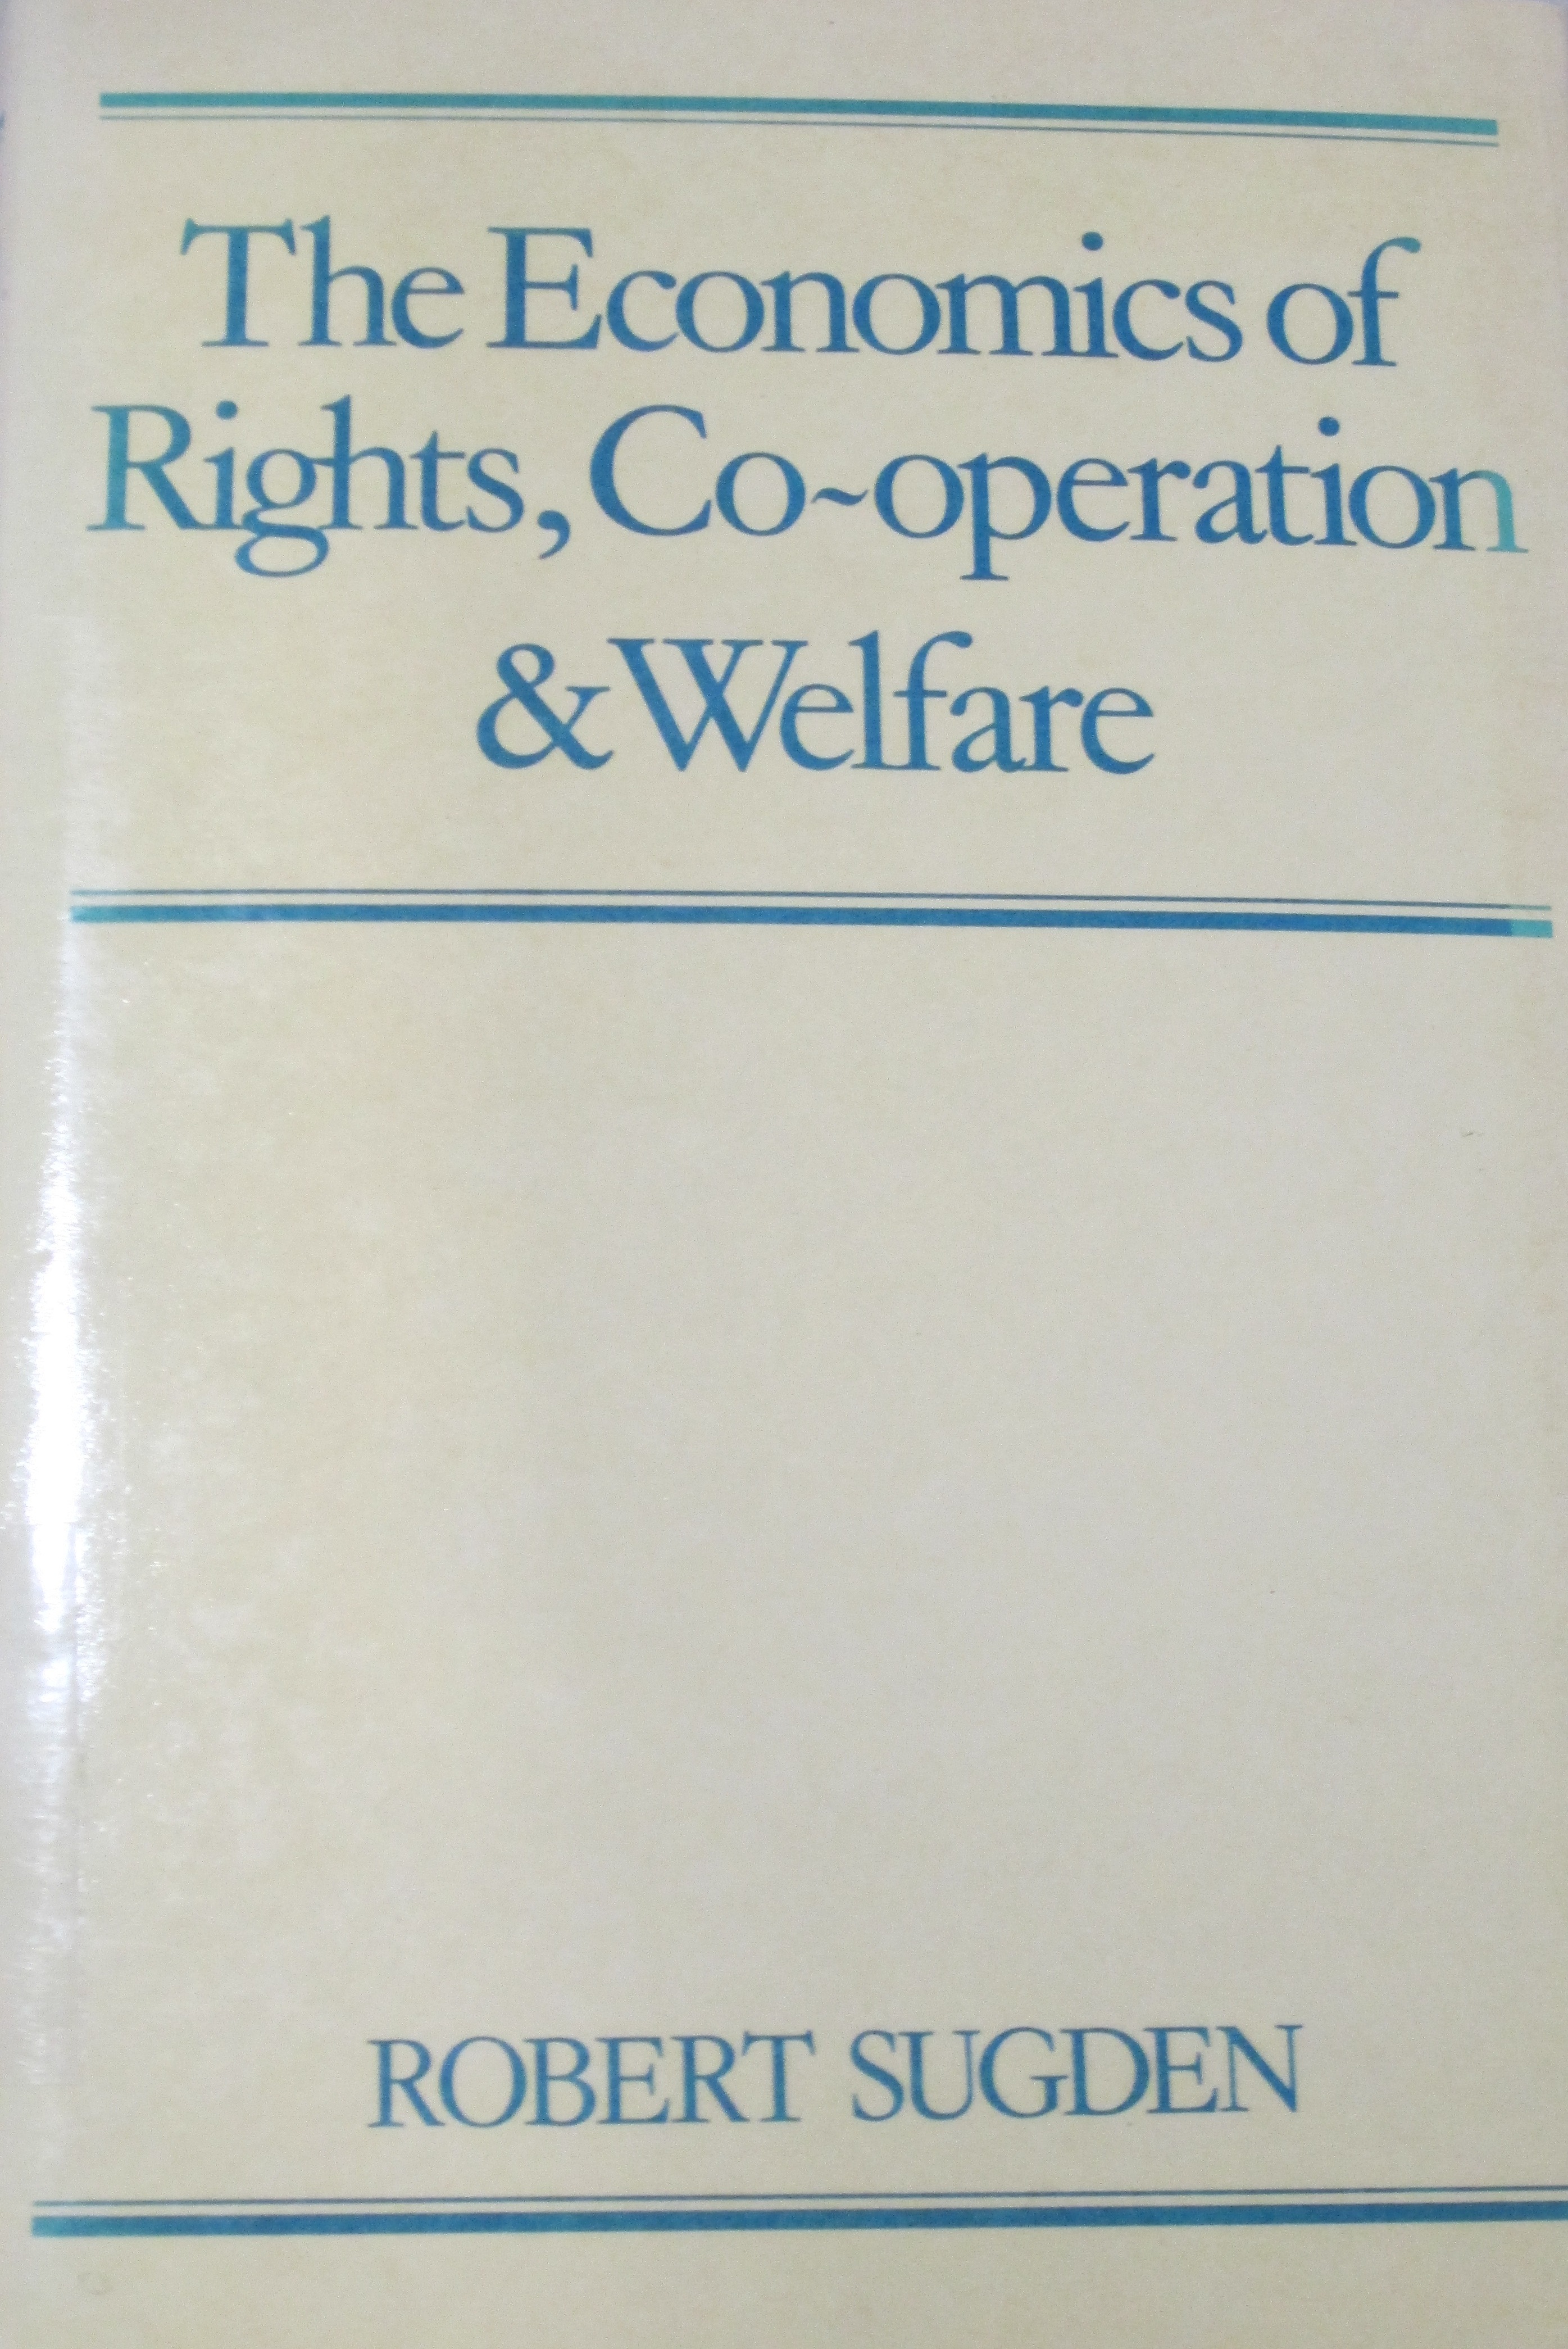 The Economics of
Rights, Co-operation
& Welfare
ROBERT SUGDEN